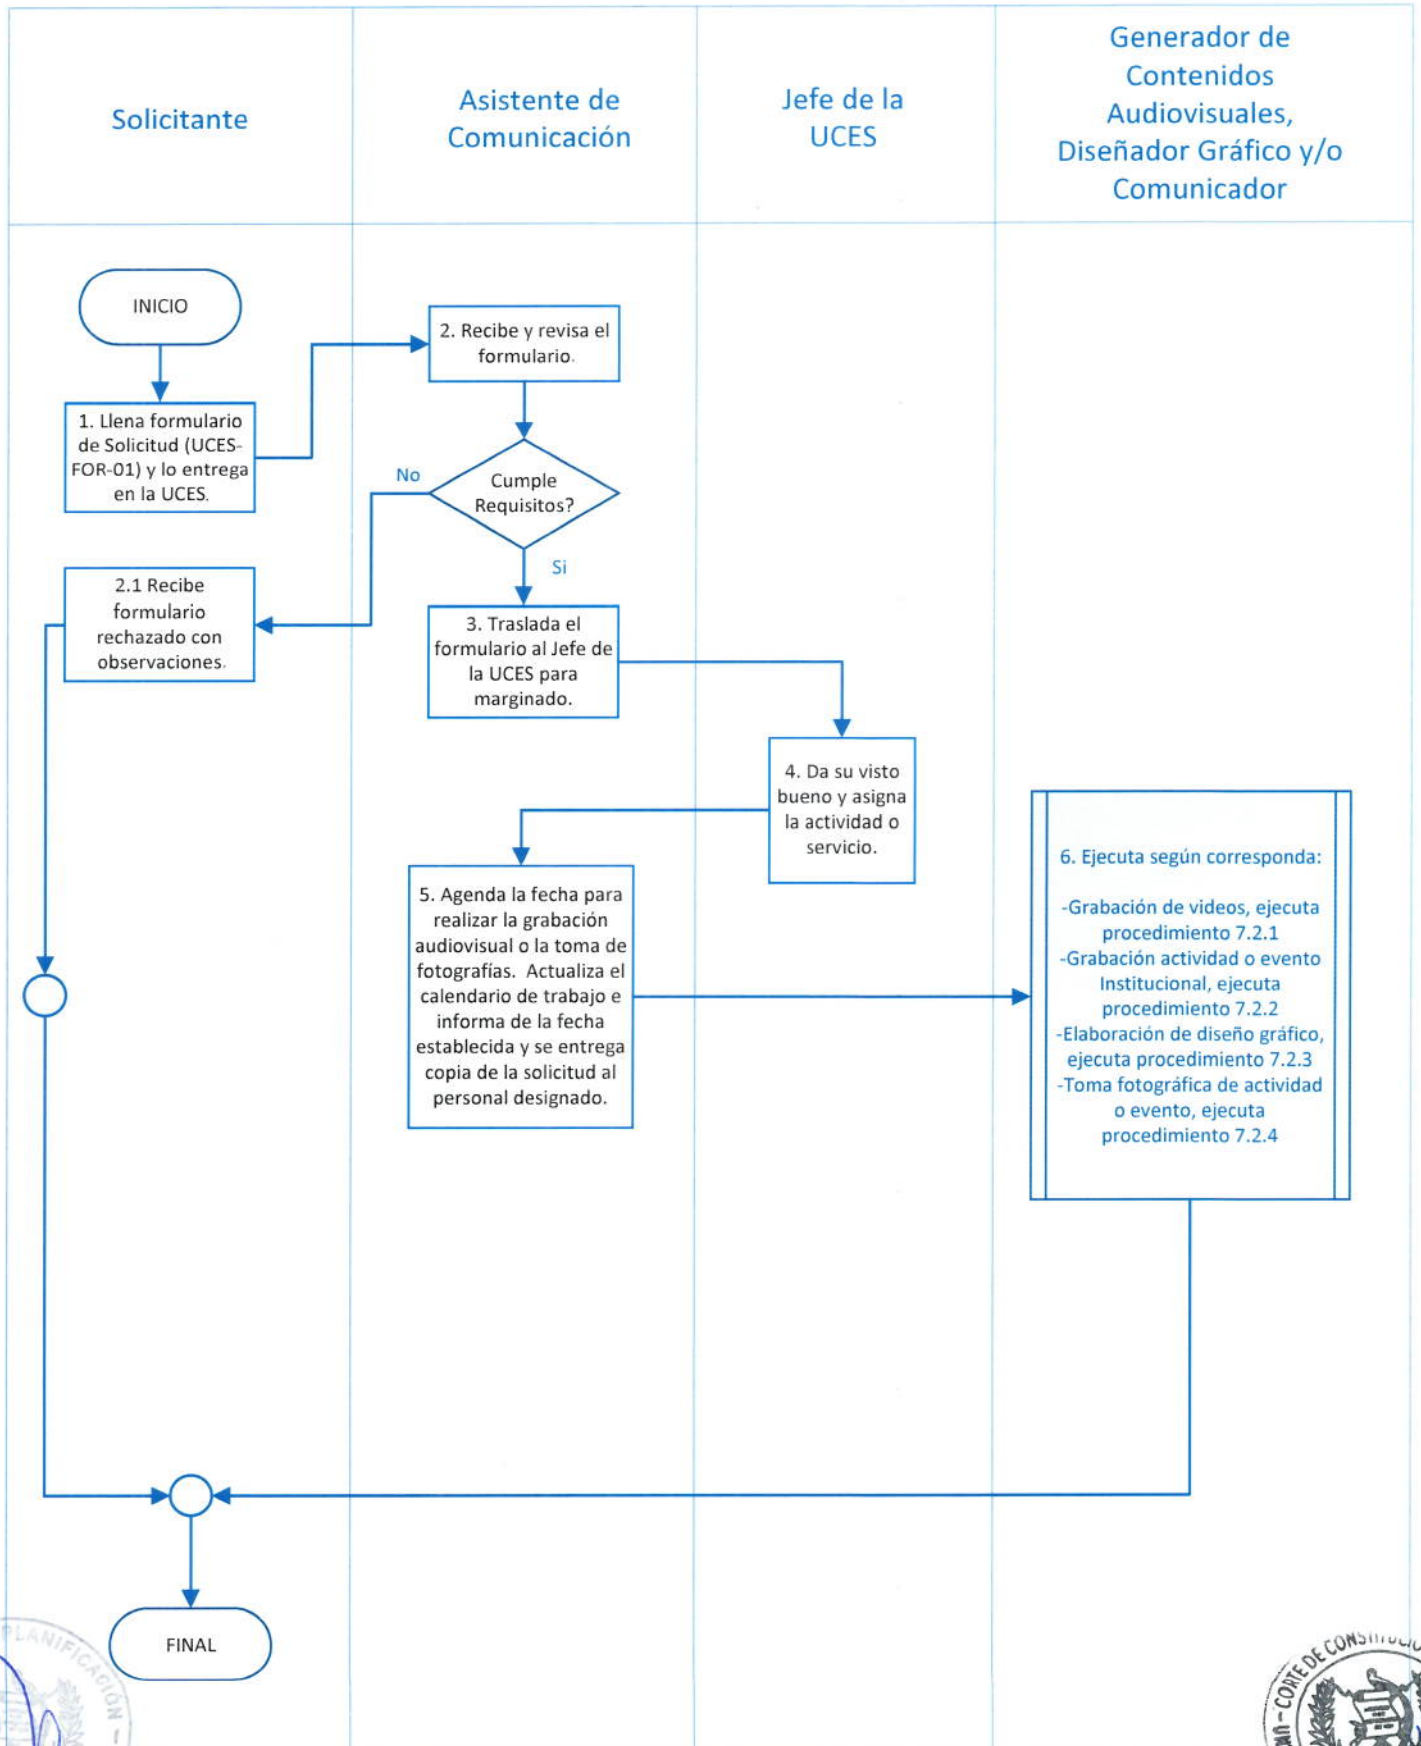 Solicitante
Asistente de
Comunicación
Jefe de la
UCES
Generador de
Contenidos
Audiovisuales,
Diseñador Gráfico y/o
Comunicador
INICIO
1. Llena formulario
de Solicitud (UCES-
FOR-01) y lo entrega
en la UCES.
2. Recibe y revisa el
formulario.
Cumple
Requisitos?
No
Si
2.1 Recibe
formulario
rechazado con
observaciones.
3. Traslada el
formulario al Jefe de
la UCES para
marginado.
4. Da su visto
bueno y asigna
la actividad o
servicio.
5. Agenda la fecha para
realizar la grabación
audiovisual o la toma de
fotografías. Actualiza el
calendario de trabajo e
informa de la fecha
establecida y se entrega
copia de la solicitud al
personal designado.
6. Ejecuta según corresponda:
-Grabación de videos, ejecuta
procedimiento 7.2.1
-Grabación actividad o evento
Institucional, ejecuta
procedimiento 7.2.2
-Elaboración de diseño gráfico,
ejecuta procedimiento 7.2.3
-Toma fotográfica de actividad
o evento, ejecuta
procedimiento 7.2.4
FINAL
PLANIFICACIÓN -
- CORTE DE